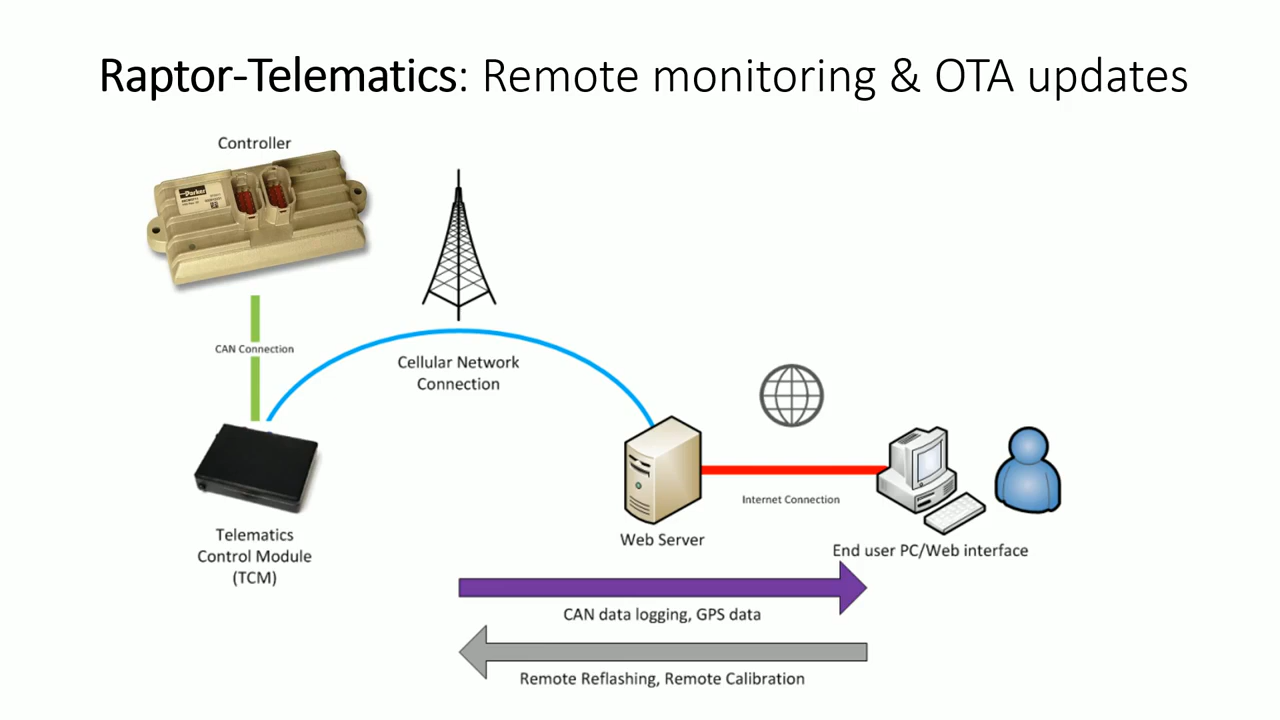 Raptor-Telematics: Remote monitoring & OTA updates
Controller
Parker
CAN Connection
Cellular Network
Connection
Internet Connection
Telematics
Control Module
(TCM)
Web Server
End user PC/Web interface
CAN data logging, GPS data
Remote Reflashing, Remote Calibration